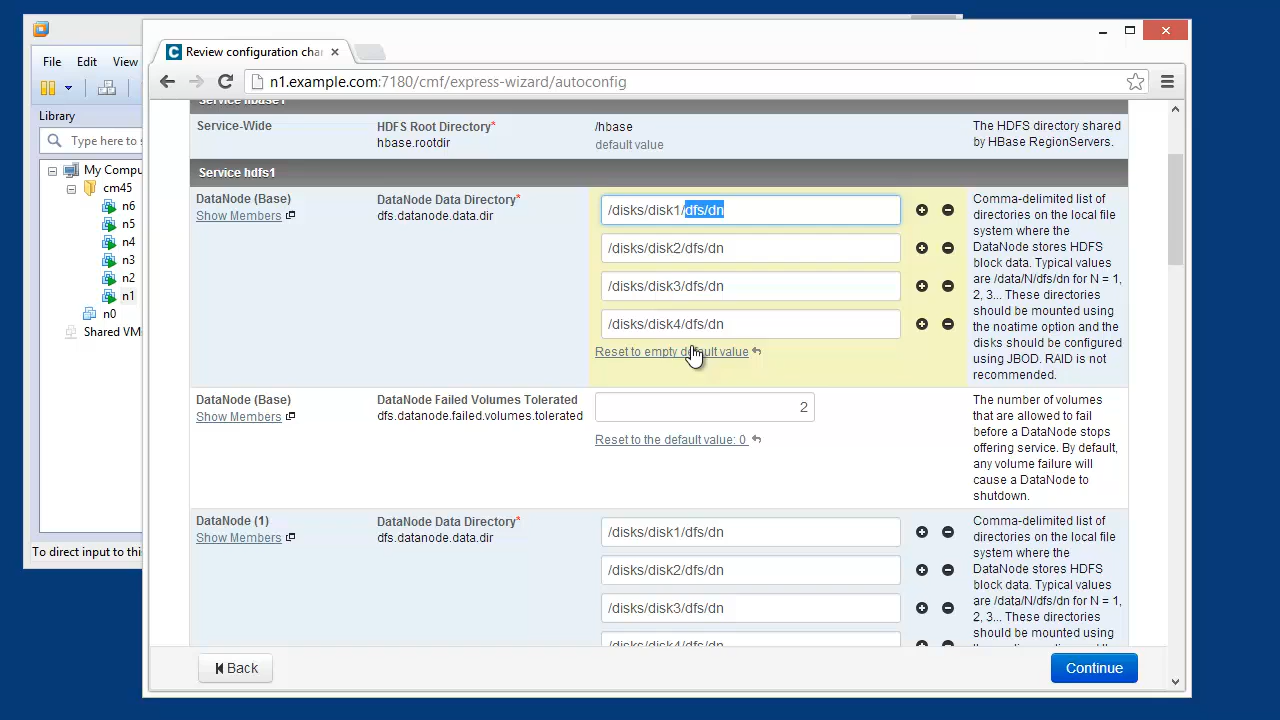 File Edit View
Library
Type here to s
My Compu
cm45
n6
n5
n4
n3
n2
n1
n0
Shared VMs
To direct input to thi
Review configuration chan
n1.example.com:7180/cmf/express-wizard/autoconfig
Service hbase1
Service-Wide
HDFS Root Directory*
hbase.rootdir
/hbase
default value
The HDFS directory shared
by HBase RegionServers.
Service hdfs1
DataNode (Base)
Show Members
DataNode Data Directory*
dfs.datanode.data.dir
/disks/disk1/dfs/dn
/disks/disk2/dfs/dn
/disks/disk3/dfs/dn
/disks/disk4/dfs/dn
Reset to empty default value
Comma-delimited list of
directories on the local file
system where the
DataNode stores HDFS
block data. Typical values
are /data/N/dfs/dn for N = 1,
2, 3... These directories
should be mounted using
the noatime option and the
disks should be configured
using JBOD. RAID is not
recommended.
DataNode (Base)
Show Members
DataNode Failed Volumes Tolerated
dfs.datanode.failed.volumes.tolerated
2
Reset to the default value: 0
The number of volumes
that are allowed to fail
before a DataNode stops
offering service. By default,
any volume failure will
cause a DataNode to
shutdown.
DataNode (1)
Show Members
DataNode Data Directory*
dfs.datanode.data.dir
/disks/disk1/dfs/dn
/disks/disk2/dfs/dn
/disks/disk3/dfs/dn
/disks/disk4/dfs/dn
Comma-delimited list of
directories on the local file
system where the
DataNode stores HDFS
block data. Typical values
are /data/N/dfs/dn for N = 1,
2, 3... These directories
should be mounted using
Back
Continue